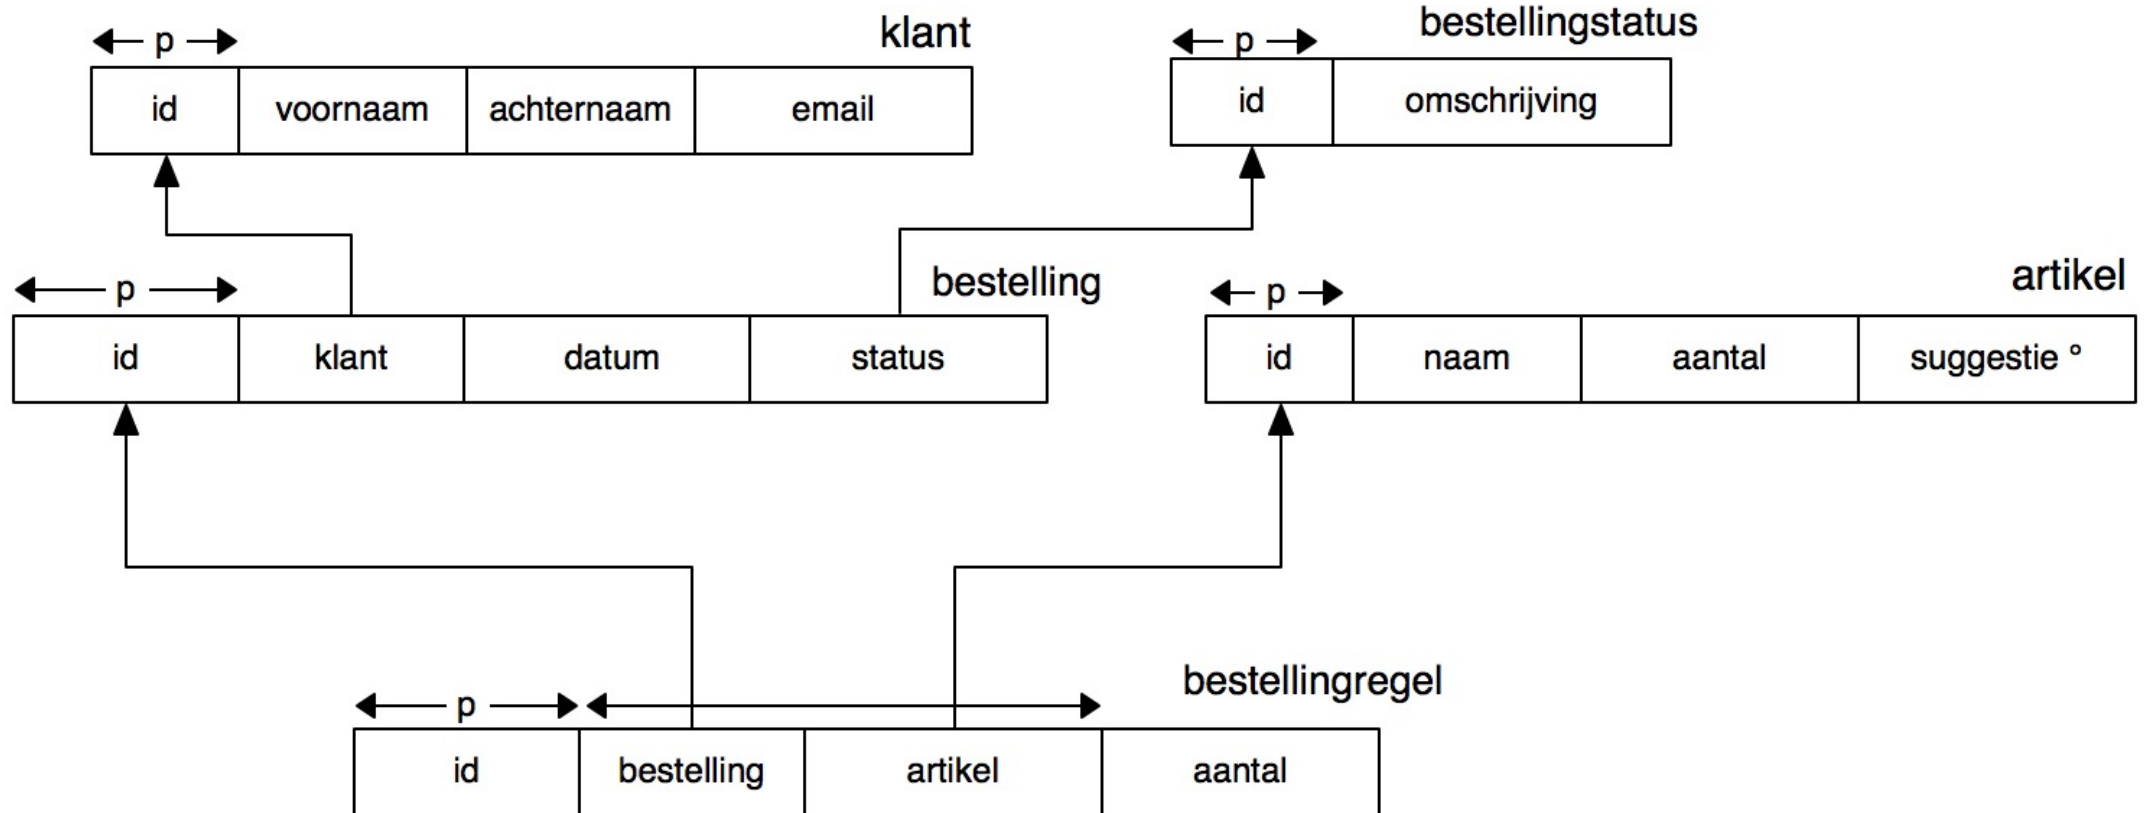 klant
p
id voornaam achternaam email
bestellingstatus
p
id omschrijving
bestelling
p
id klant datum status
artikel
p
id naam aantal suggestie °
bestellingregel
p
id bestelling artikel aantal